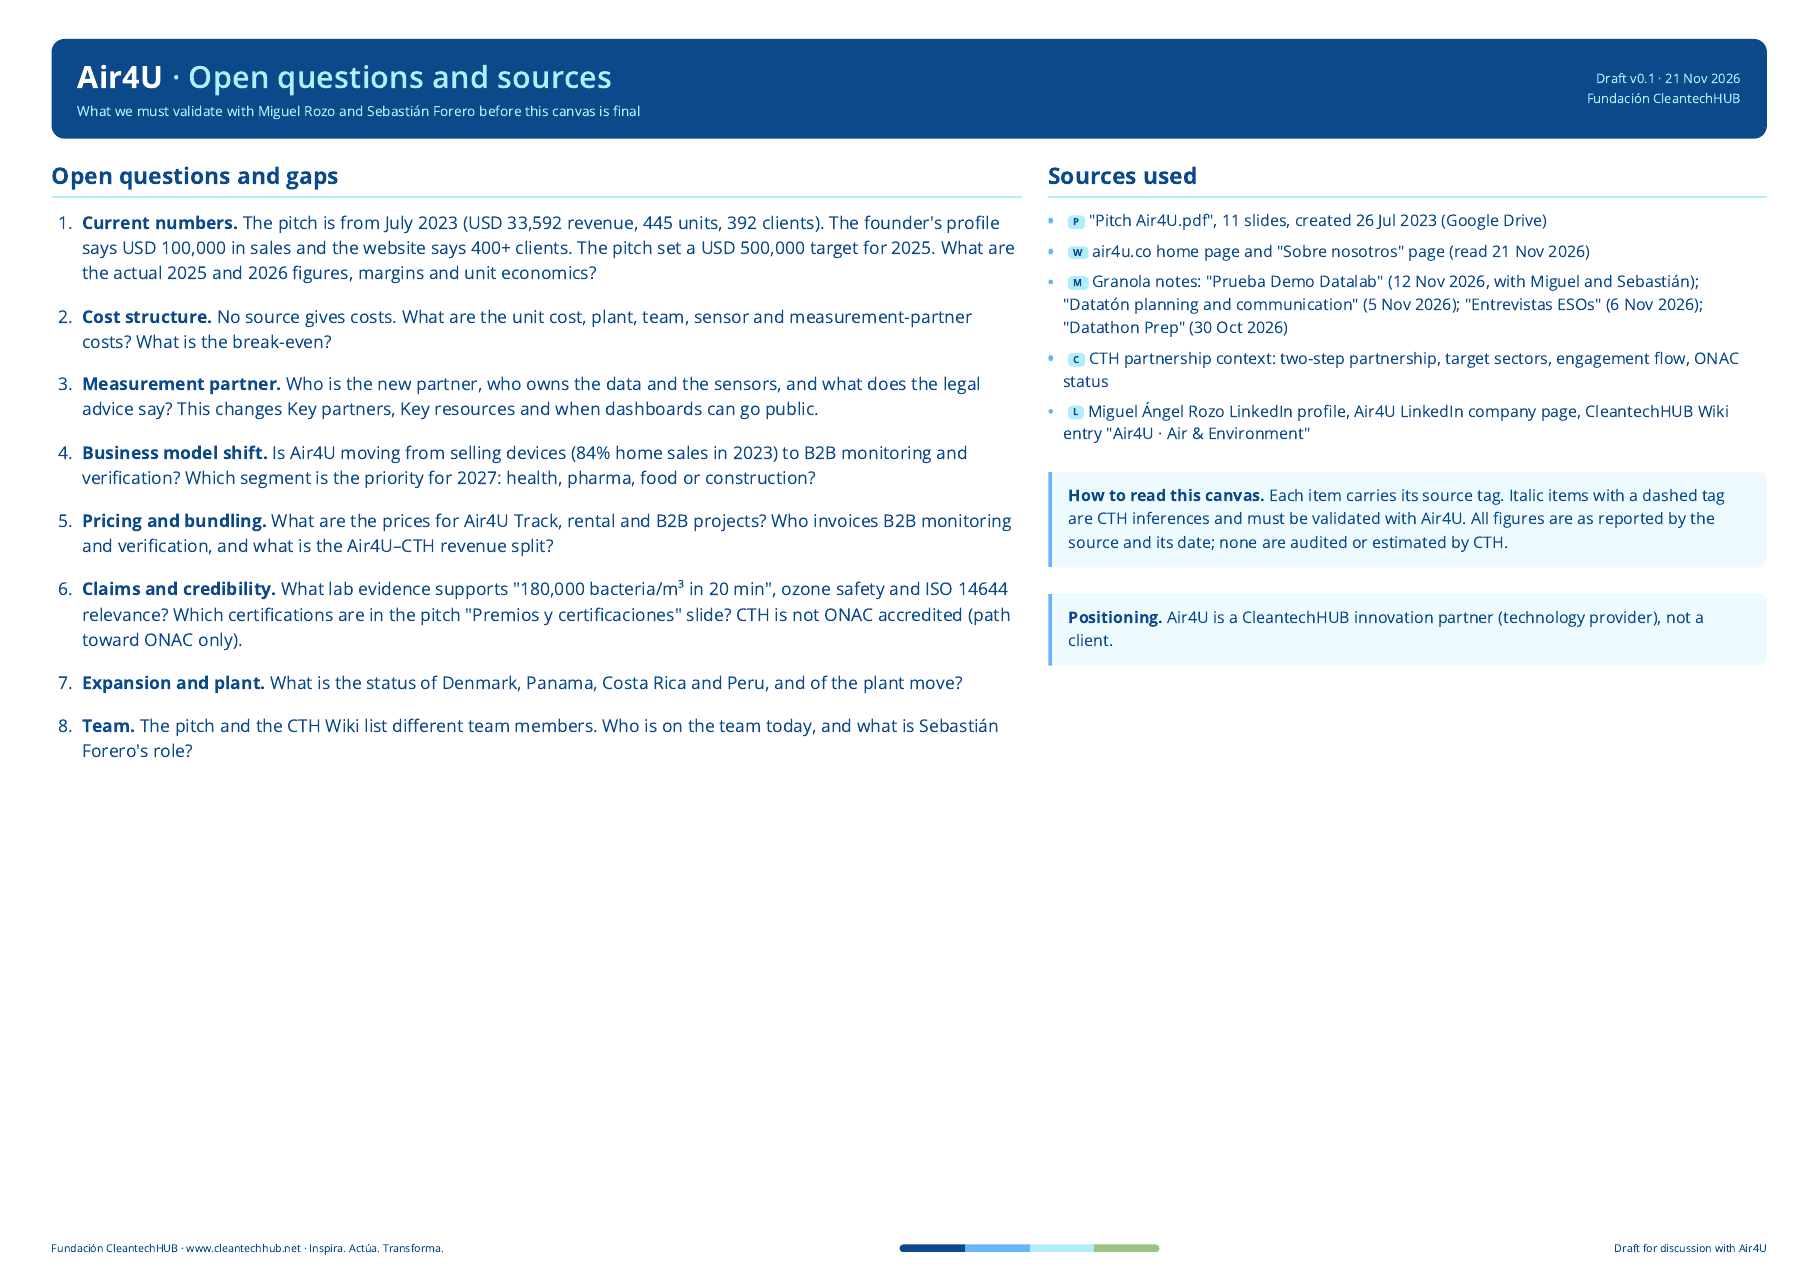 Air4U · Open questions and sources
What we must validate with Miguel Rozo and Sebastián Forero before this canvas is final
Draft v0.1 · 21 Nov 2026
Fundación CleantechHUB
Open questions and gaps
1. Current numbers. The pitch is from July 2023 (USD 33,592 revenue, 445 units, 392 clients). The founder's profile
says USD 100,000 in sales and the website says 400+ clients. The pitch set a USD 500,000 target for 2025. What are
the actual 2025 and 2026 figures, margins and unit economics?
2. Cost structure. No source gives costs. What are the unit cost, plant, team, sensor and measurement-partner
costs? What is the break-even?
3. Measurement partner. Who is the new partner, who owns the data and the sensors, and what does the legal
advice say? This changes Key partners, Key resources and when dashboards can go public.
4. Business model shift. Is Air4U moving from selling devices (84% home sales in 2023) to B2B monitoring and
verification? Which segment is the priority for 2027: health, pharma, food or construction?
5. Pricing and bundling. What are the prices for Air4U Track, rental and B2B projects? Who invoices B2B monitoring
and verification, and what is the Air4U–CTH revenue split?
6. Claims and credibility. What lab evidence supports "180,000 bacteria/m³ in 20 min", ozone safety and ISO 14644
relevance? Which certifications are in the pitch "Premios y certificaciones" slide? CTH is not ONAC accredited (path
toward ONAC only).
7. Expansion and plant. What is the status of Denmark, Panama, Costa Rica and Peru, and of the plant move?
8. Team. The pitch and the CTH Wiki list different team members. Who is on the team today, and what is Sebastián
Forero's role?
Sources used
• P "Pitch Air4U.pdf", 11 slides, created 26 Jul 2023 (Google Drive)
• W air4u.co home page and "Sobre nosotros" page (read 21 Nov 2026)
• M Granola notes: "Prueba Demo Datalab" (12 Nov 2026, with Miguel and Sebastián);
"Datatón planning and communication" (5 Nov 2026); "Entrevistas ESOs" (6 Nov 2026);
"Datathon Prep" (30 Oct 2026)
• C CTH partnership context: two-step partnership, target sectors, engagement flow, ONAC
status
• L Miguel Ángel Rozo LinkedIn profile, Air4U LinkedIn company page, CleantechHUB Wiki
entry "Air4U · Air & Environment"
How to read this canvas. Each item carries its source tag. Italic items with a dashed tag
are CTH inferences and must be validated with Air4U. All figures are as reported by the
source and its date; none are audited or estimated by CTH.
Positioning. Air4U is a CleantechHUB innovation partner (technology provider), not a
client.
Fundación CleantechHUB · www.cleantechhub.net · Inspira. Actúa. Transforma.
Draft for discussion with Air4U